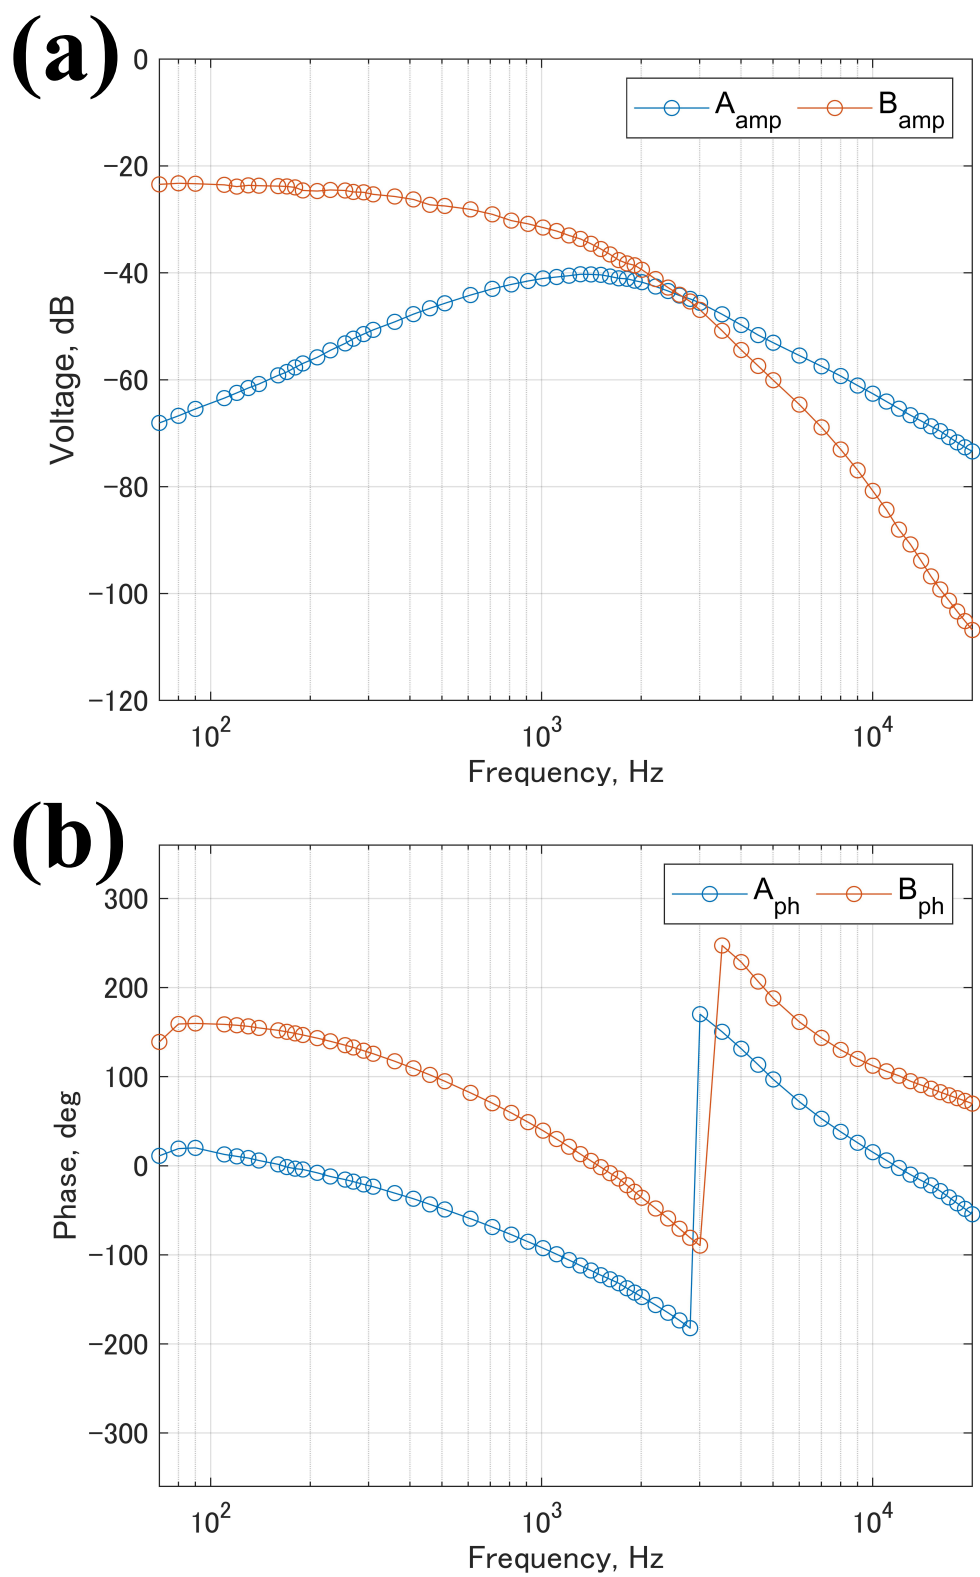 (a)
0
−20
−40
−60
−80
−100
−120
Voltage, dB
A_amp B_amp
10^2 10^3 10^4
Frequency, Hz
(b)
300
200
100
0
−100
−200
−300
Phase, deg
A_ph B_ph
10^2 10^3 10^4
Frequency, Hz